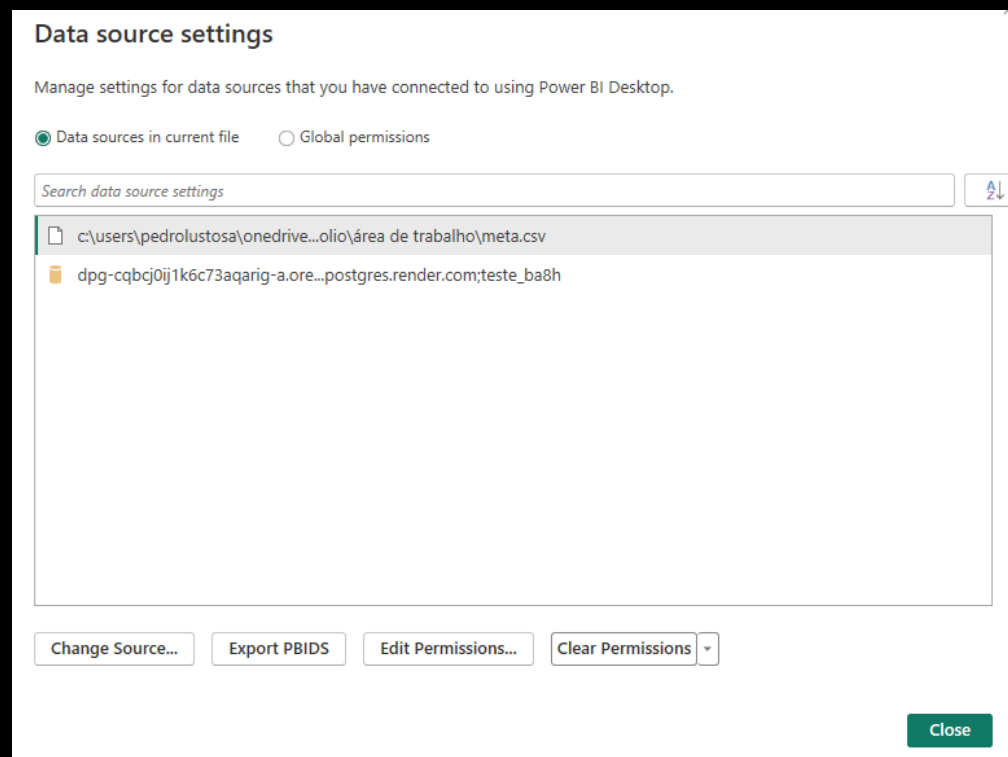 Data source settings
Manage settings for data sources that you have connected to using Power BI Desktop.
Data sources in current file Global permissions
Search data source settings
A
Z
c:\users\pedrolustosa\onedrive...olio\área de trabalho\meta.csv
dpg-cqbcj0ij1k6c73aqarig-a.ore...postgres.render.com;teste_ba8h
Change Source... Export PBIDS Edit Permissions... Clear Permissions
Close